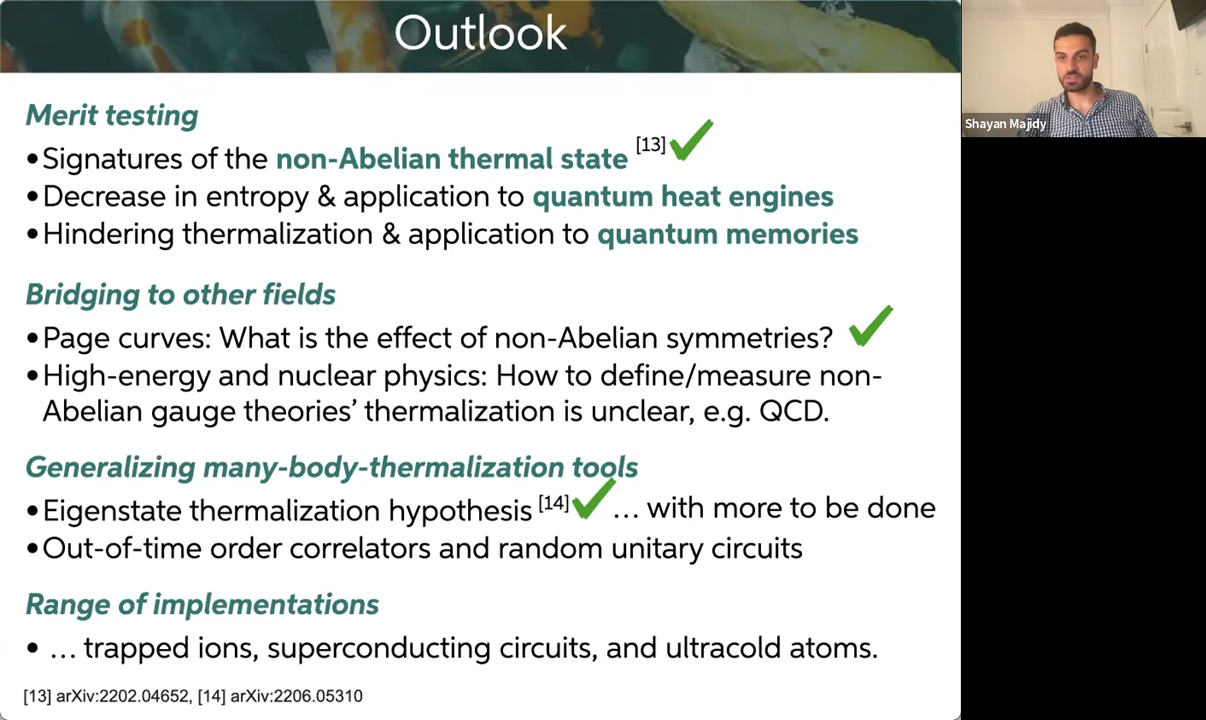 Outlook
Merit testing
•Signatures of the non-Abelian thermal state [13]✓
•Decrease in entropy & application to quantum heat engines
•Hindering thermalization & application to quantum memories
Bridging to other fields
•Page curves: What is the effect of non-Abelian symmetries? ✓
•High-energy and nuclear physics: How to define/measure non-
Abelian gauge theories’ thermalization is unclear, e.g. QCD.
Generalizing many-body-thermalization tools
•Eigenstate thermalization hypothesis [14]✓ … with more to be done
•Out-of-time order correlators and random unitary circuits
Range of implementations
• … trapped ions, superconducting circuits, and ultracold atoms.
[13] arXiv:2202.04652, [14] arXiv:2206.05310
Shayan Majidy